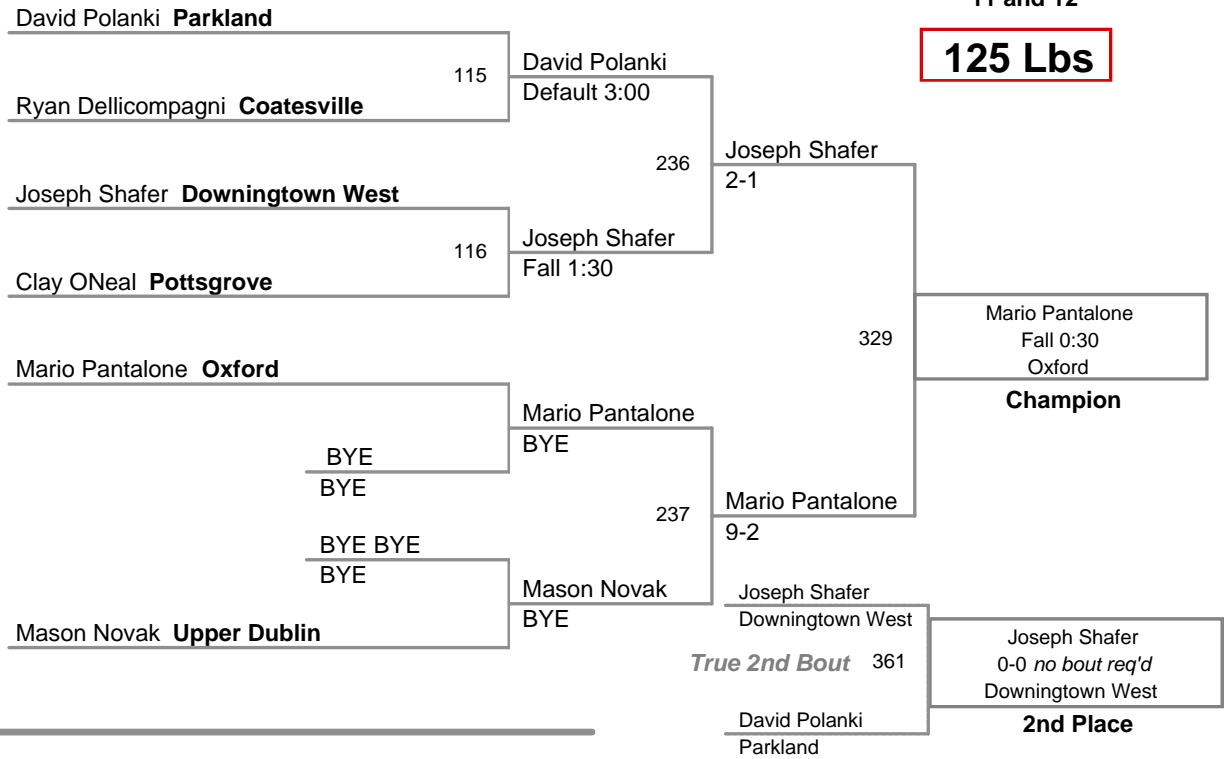 11 and 12
125 Lbs
David Polanki Parkland
115
David Polanki
Default 3:00
Ryan Dellicompagni Coatesville
236
Joseph Shafer
2-1
Joseph Shafer Downingtown West
116
Joseph Shafer
Fall 1:30
Clay ONeal Pottsgrove
329
Mario Pantalone
Fall 0:30
Oxford
Champion
Mario Pantalone Oxford
Mario Pantalone
BYE
BYE
BYE
237
Mario Pantalone
9-2
BYE BYE
BYE
Mason Novak
BYE
Mason Novak Upper Dublin
Joseph Shafer
Downingtown West
True 2nd Bout 361
Joseph Shafer
0-0 no bout req'd
Downingtown West
2nd Place
David Polanki
Parkland